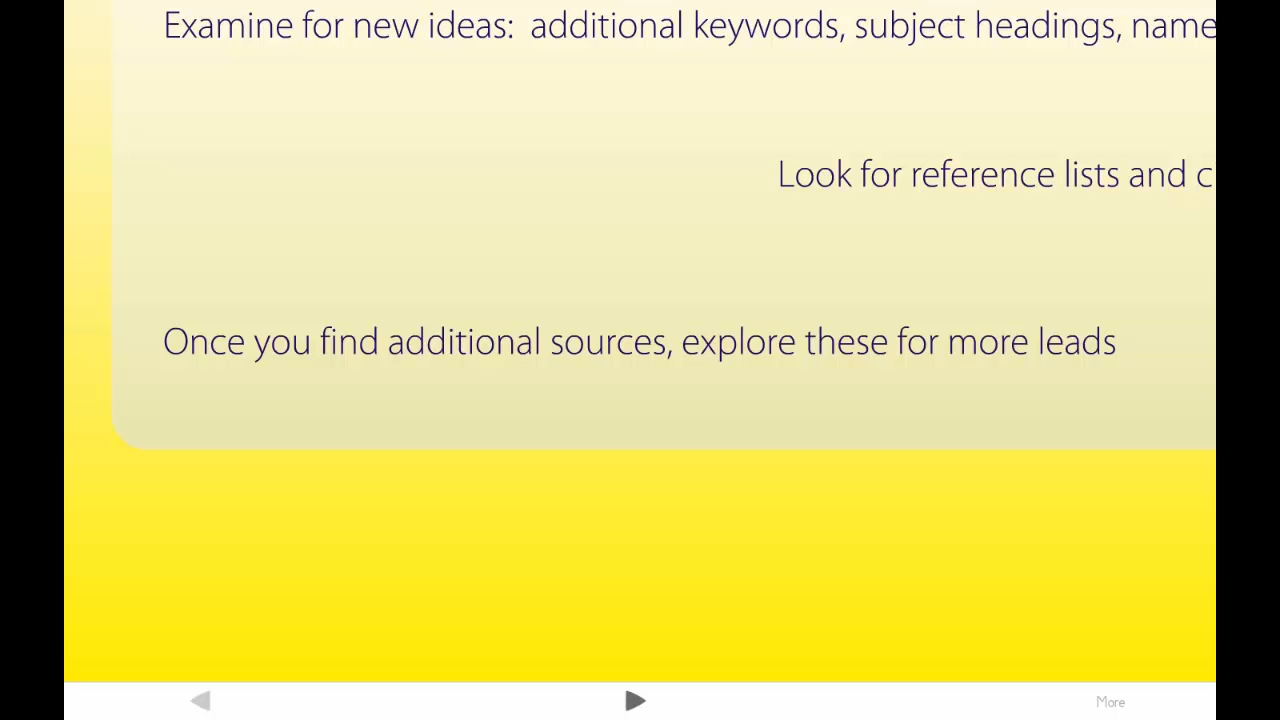 Examine for new ideas:  additional keywords, subject headings, name
Look for reference lists and c
Once you find additional sources, explore these for more leads
More